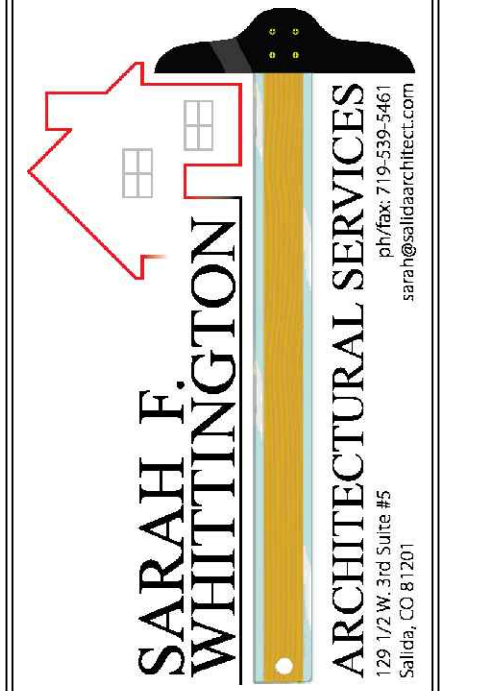 SARAH F.
WHITTINGTON
ARCHITECTURAL SERVICES
129 1/2 W. 3rd Suite #5
ph/fax: 719-539-5461
Salida, CO 81201
sarah@salidaarchitect.com